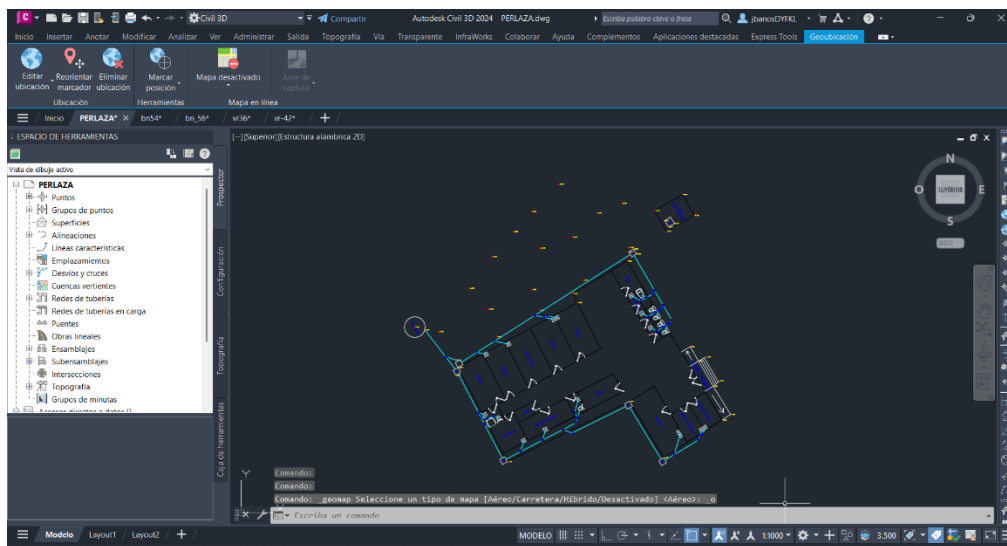 C Civil 3D Compartir Autodesk Civil 3D 2024 PERLAZA.dwg Escriba palabra clave o frase jbanosDYFKL
Inicio Insertar Anotar Modificar Analizar Ver Administrar Salida Topografía Vía Transparente InfraWorks Colaborar Ayuda Complementos Aplicaciones destacadas Express Tools Geoubicación
Editar ubicación Reorientar marcador Eliminar ubicación Marcar posición Mapa desactivado Área de captura
Ubicación Herramientas Mapa en línea
Inicio PERLAZA* bn54* bn_56* vr36* vr-42*
ESPACIO DE HERRAMIENTAS
[-][Superior][Estructura alámbrica 2D]
Vista de dibujo activo
PERLAZA
Puntos
Grupos de puntos
Superficies
Alineaciones
Líneas características
Emplazamientos
Desvíos y cruces
Cuencas vertientes
Redes de tuberías
Redes de tuberías en carga
Puentes
Obras lineales
Ensamblajes
Subensamblajes
Intersecciones
Topografía
Grupos de minutas
Accesos directos a datos []
Prospector
Configuración
Topografía
Caja de herramientas
N
O SUPERIOR E
S
Y
Comando:
Comando:
Comando: _geomap Seleccione un tipo de mapa [Aéreo/Carretera/Híbrido/Desactivado] <Aéreo>: _o
Escriba un comando
Modelo Layout1 Layout2 MODELO 1:1000 3.500